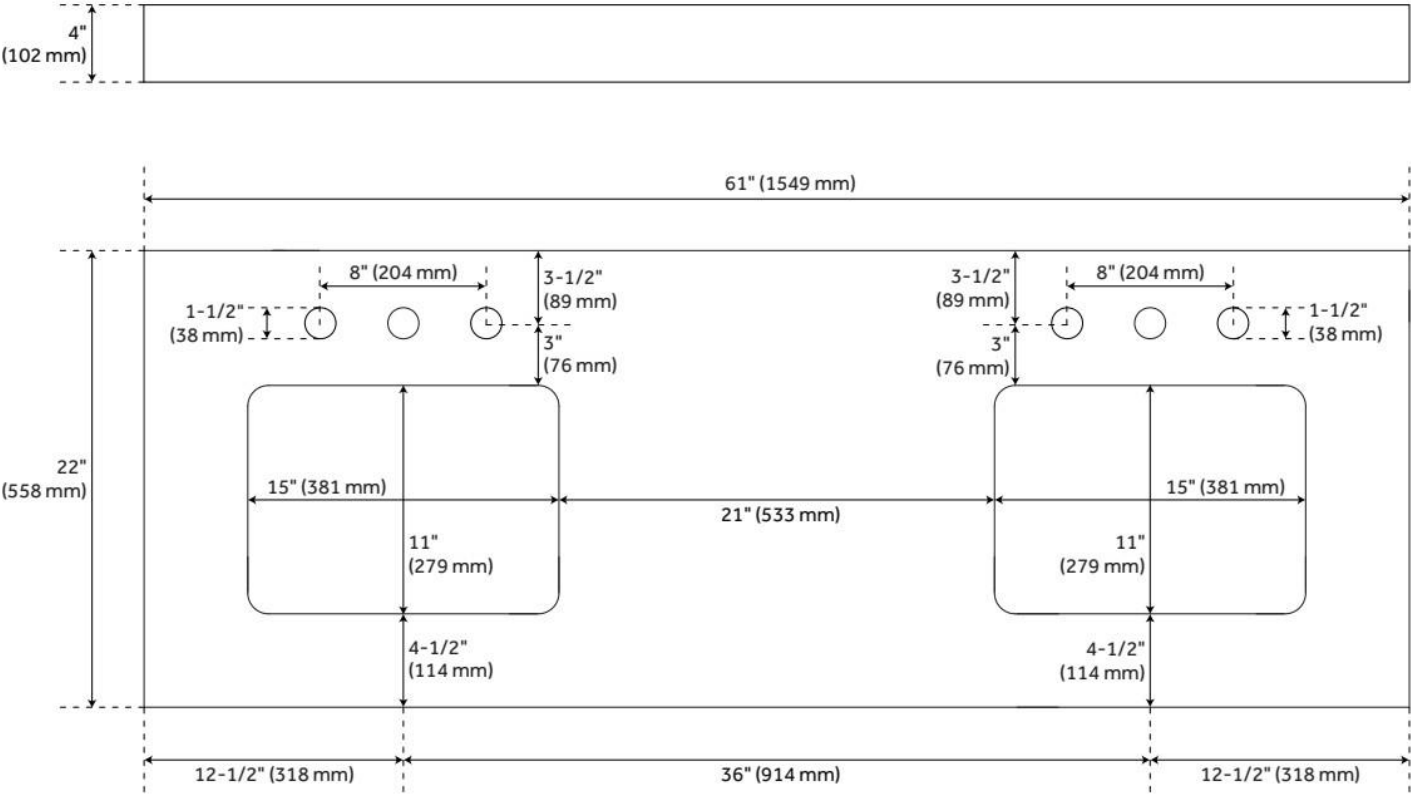 4"
(102 mm)
61" (1549 mm)
8" (204 mm)
3-1/2"
(89 mm)
3-1/2"
(89 mm)
8" (204 mm)
1-1/2"
(38 mm)
1-1/2"
(38 mm)
3"
(76 mm)
3"
(76 mm)
22"
(558 mm)
15" (381 mm)
15" (381 mm)
21" (533 mm)
11"
(279 mm)
11"
(279 mm)
4-1/2"
(114 mm)
4-1/2"
(114 mm)
12-1/2" (318 mm)
36" (914 mm)
12-1/2" (318 mm)